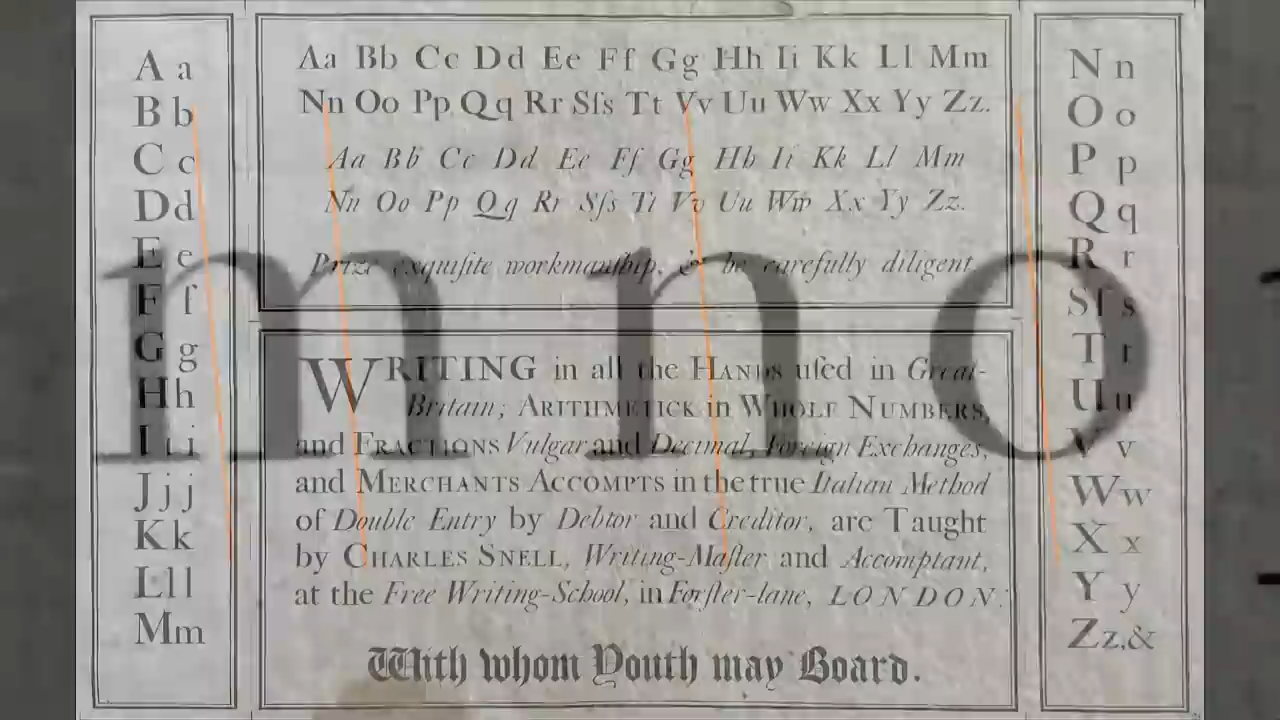 A a
B b
C c
D d
E e
F f
G g
H h
I i j
J j j
K k
L l l
M m
Aa Bb Cc Dd Ee Ff Gg Hh Ii Kk Ll Mm
Nn Oo Pp Qq Rr Sſs Tt Vv Uu Ww Xx Yy Zz.
Aa Bb Cc Dd Ee Ff Gg Hh Ii Kk Ll Mm
Nn Oo Pp Qq Rr Sſs Tt Vv Uu Ww Xx Yy Zz.
Prize exquiſite workmanſhip, & be carefully diligent.
WRITING in all the HANDS uſed in Great-
Britain; ARITHMETICK in WHOLE NUMBERS,
and FRACTIONS Vulgar and Decimal, Foreign Exchanges,
and MERCHANTS ACCOMPTS in the true Italian Method
of Double Entry by Debtor and Creditor, are Taught
by CHARLES SNELL, Writing-Maſter and Accomptant,
at the Free Writing-School, in Forſter-lane, LONDON:
With whom Youth may Board.
N n
O o
P p
Q q
R r
S ſ s
T t
U u
V v
W w
X x
Y y
Z z,&
m n o